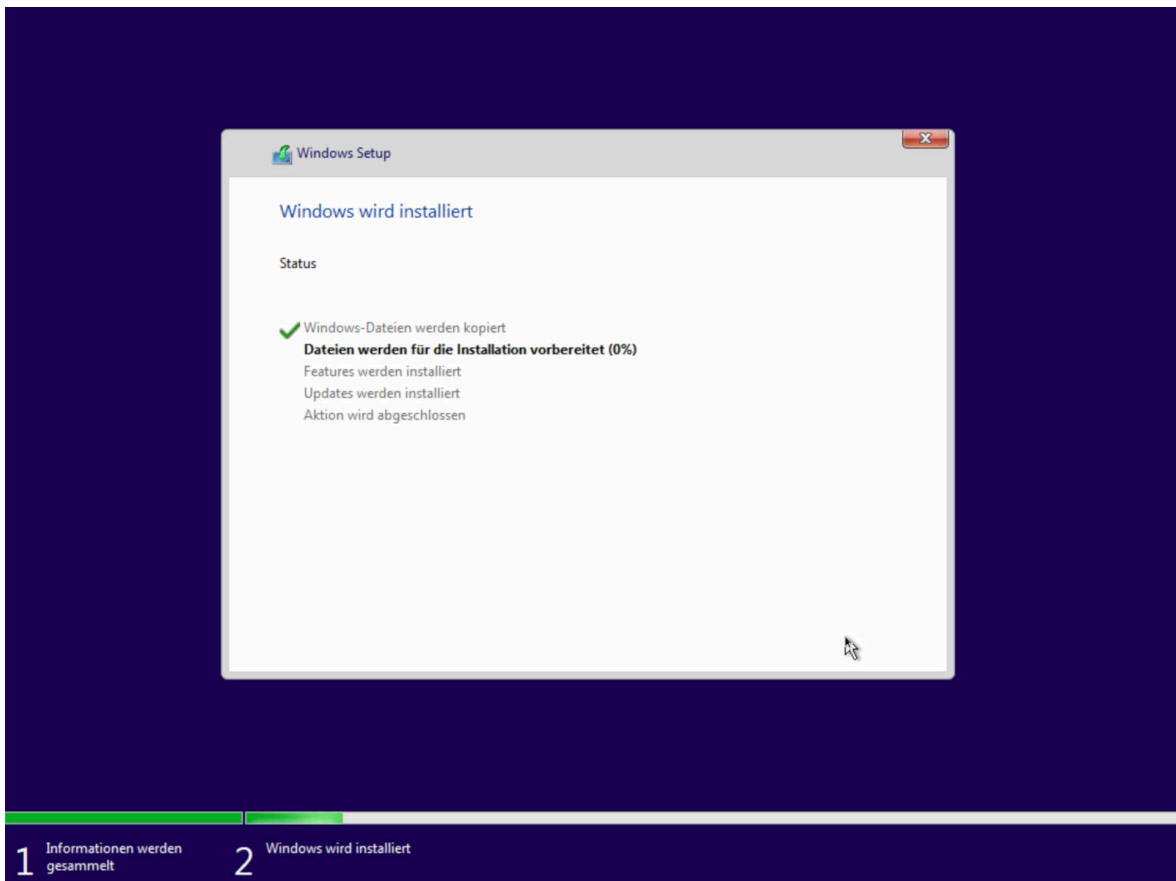 Windows Setup
Windows wird installiert
Status
Windows-Dateien werden kopiert
Dateien werden für die Installation vorbereitet (0%)
Features werden installiert
Updates werden installiert
Aktion wird abgeschlossen
1 Informationen werden
gesammelt
2 Windows wird installiert